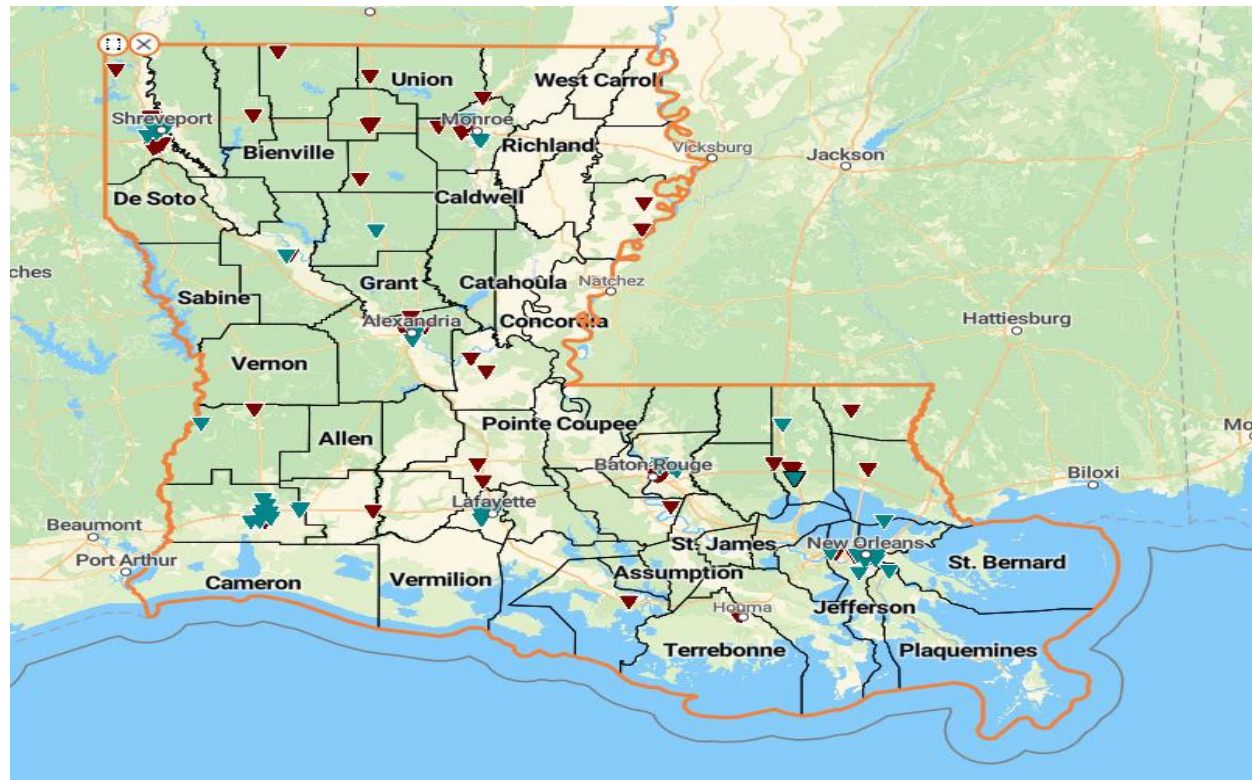 Union
West Carroll
Shreveport
Monroe
Richland
Vicksburg
Jackson
Bienville
De Soto
Caldwell
ches
Sabine
Grant
Catahoula
Natchez
Alexandria
Concordia
Hattiesburg
Vernon
Allen
Pointe Coupee
Mo
Baton Rouge
Biloxi
Lafayette
Beaumont
Port Arthur
St. James
New Orleans
Cameron
Vermilion
Assumption
St. Bernard
Houma
Jefferson
Terrebonne
Plaquemines